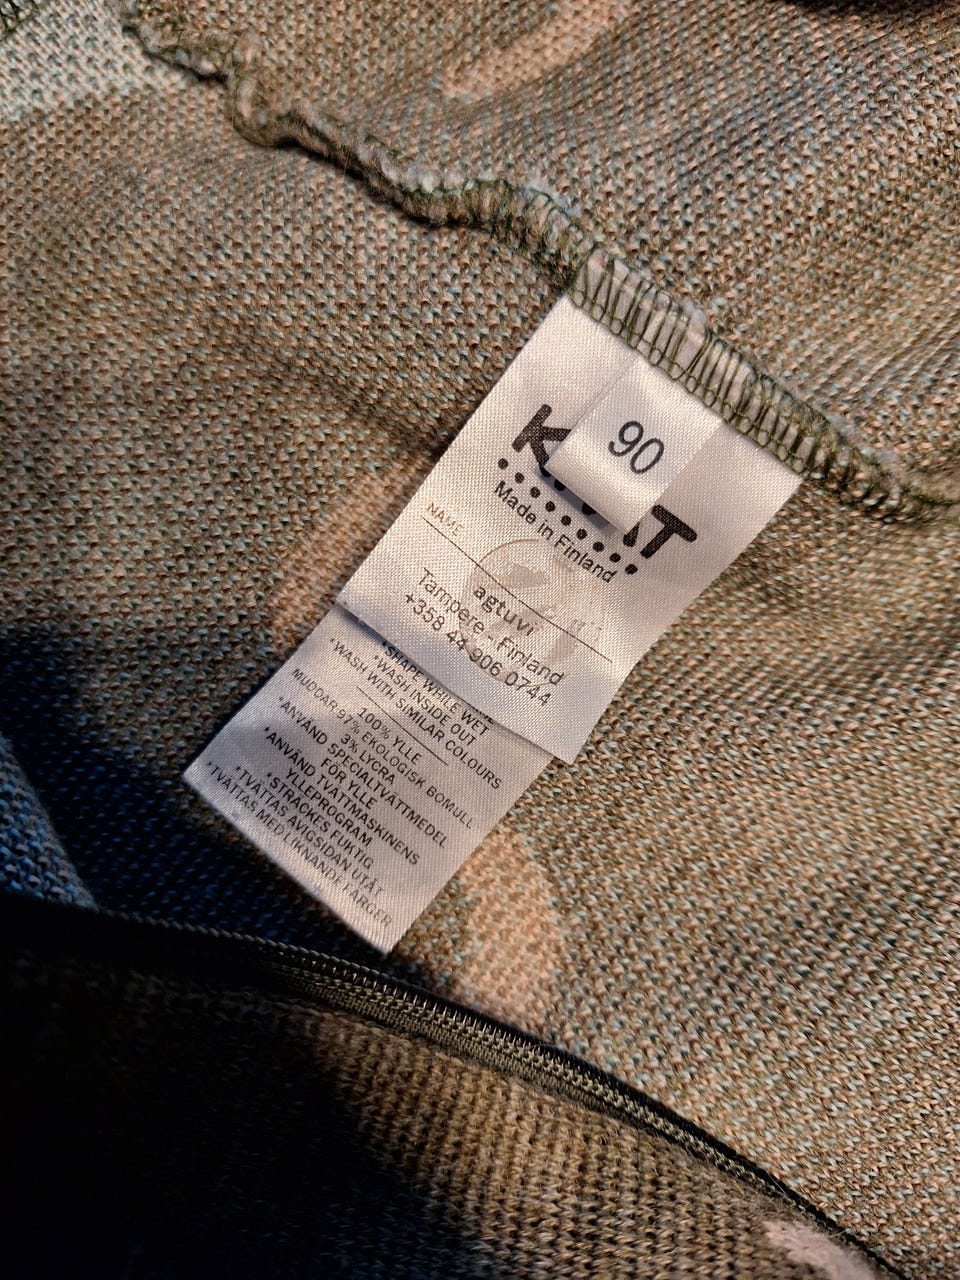 90
Made in Finland
NAME
agtuvi
Tampere - Finland
+358 44 906 0744
*SHAPE WHILE WET
*WASH INSIDE OUT
*WASH WITH SIMILAR COLOURS
100% YLLE
MUDDAR:97% EKOLOGISK BOMULL
3% LYCRA
*ANVÄND SPECIALTVÄTTMEDEL
FÖR YLLE
*ANVÄND TVÄTTMASKINENS
YLLEPROGRAM
*STRÄCKES FUKTIG
*TVÄTTAS AVIGSIDAN UTÅT
*TVÄTTAS MED LIKNANDE FÄRGER